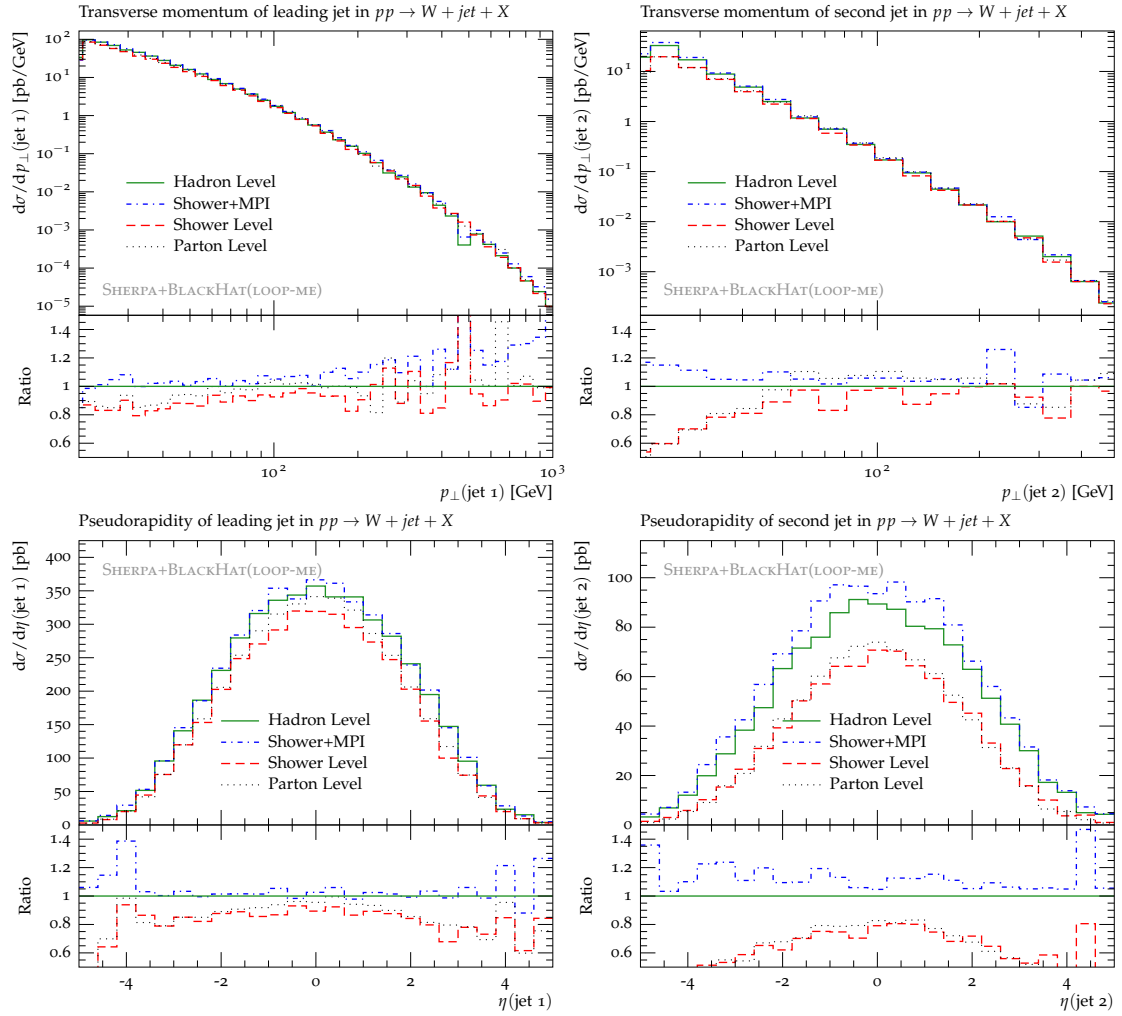 Transverse momentum of leading jet in pp → W + jet + X
dσ/dp⊥(jet 1) [pb/GeV]
10² 10¹ 1 10⁻¹ 10⁻² 10⁻³ 10⁻⁴ 10⁻⁵
Hadron Level
Shower+MPI
Shower Level
Parton Level
SHERPA+BLACKHAT(LOOP-ME)
Ratio
1.4 1.2 1 0.8 0.6
10² 10³
p⊥(jet 1) [GeV]
Transverse momentum of second jet in pp → W + jet + X
dσ/dp⊥(jet 2) [pb/GeV]
10¹ 1 10⁻¹ 10⁻² 10⁻³
Hadron Level
Shower+MPI
Shower Level
Parton Level
SHERPA+BLACKHAT(LOOP-ME)
Ratio
1.4 1.2 1 0.8 0.6
10²
p⊥(jet 2) [GeV]
Pseudorapidity of leading jet in pp → W + jet + X
dσ/dη(jet 1) [pb]
400 350 300 250 200 150 100 50 0
SHERPA+BLACKHAT(LOOP-ME)
Hadron Level
Shower+MPI
Shower Level
Parton Level
Ratio
1.4 1.2 1 0.8 0.6
-4 -2 0 2 4
η(jet 1)
Pseudorapidity of second jet in pp → W + jet + X
dσ/dη(jet 2) [pb]
100 80 60 40 20 0
SHERPA+BLACKHAT(LOOP-ME)
Hadron Level
Shower+MPI
Shower Level
Parton Level
Ratio
1.4 1.2 1 0.8 0.6
-4 -2 0 2 4
η(jet 2)